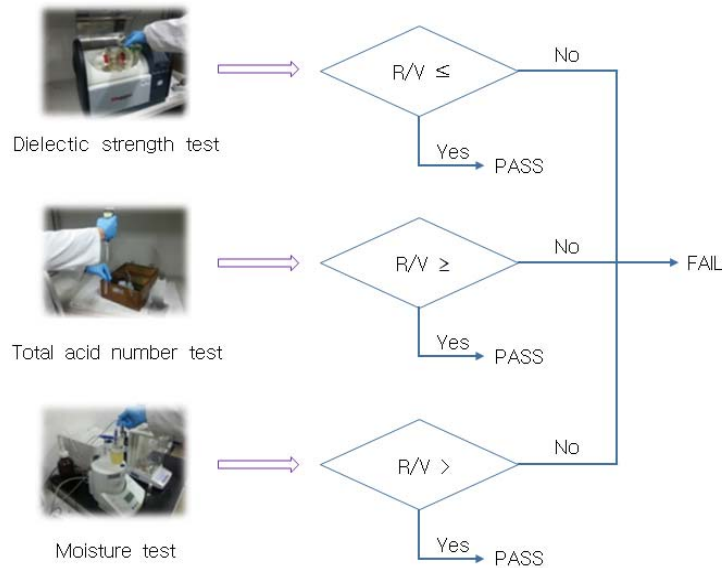 R/V ≤
No
Yes
PASS
Dielectic strength test
R/V ≥
No
FAIL
Yes
PASS
Total acid number test
R/V >
No
Yes
PASS
Moisture test